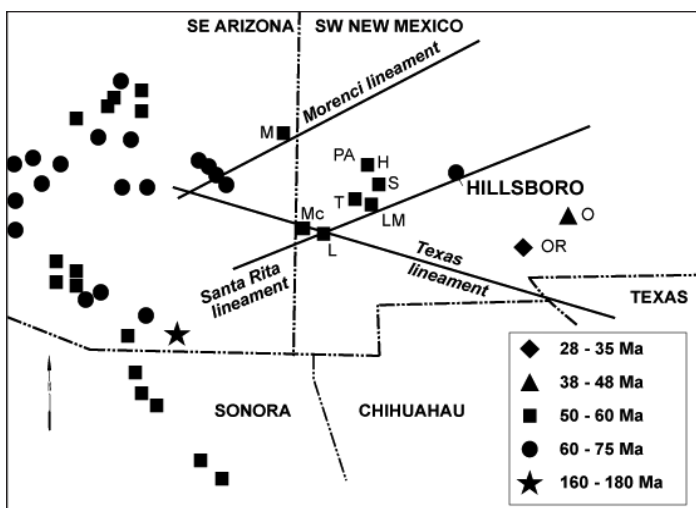 SE ARIZONA
SW NEW MEXICO
Morenci lineament
M
PA
H
S
T
LM
HILLSBORO
Mc
L
O
OR
Santa Rita
lineament
Texas
lineament
TEXAS
SONORA
CHIHUAHAU
28 - 35 Ma
38 - 48 Ma
50 - 60 Ma
60 - 75 Ma
160 - 180 Ma